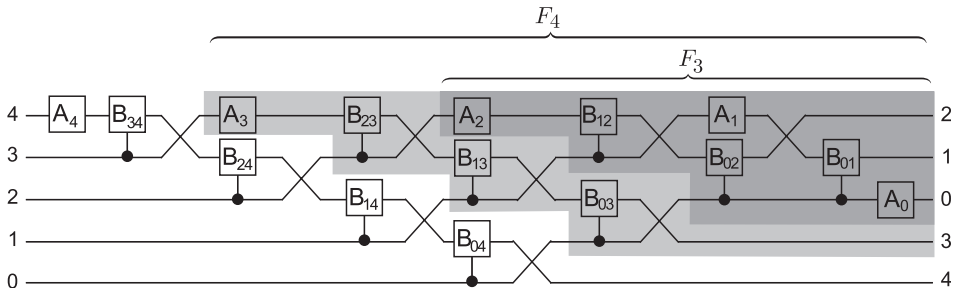 F₄
F₃
4 A₄ B₃₄ A₃ B₂₃ A₂ B₁₂ A₁ 2
3 B₂₄ B₁₃ B₀₂ B₀₁ 1
2 B₁₄ B₀₃ A₀ 0
1 B₀₄ 3
0 4